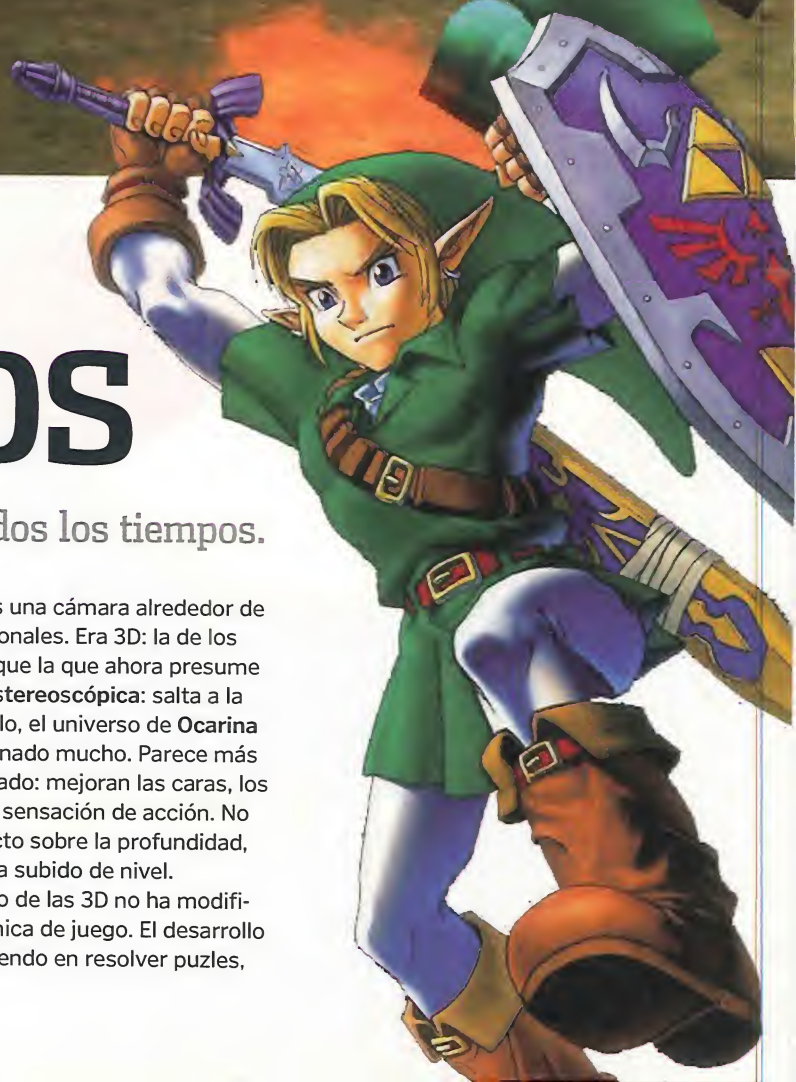 OS
dos los tiempos.
s una cámara alrededor de
onales. Era 3D: la de los
que la que ahora presume
stereoscópica: salta a la
lo, el universo de Ocarina
nado mucho. Parece más
ado: mejoran las caras, los
sensación de acción. No
cto sobre la profundidad,
a subido de nivel.
o de las 3D no ha modifi-
nica de juego. El desarrollo
endo en resolver puzles,